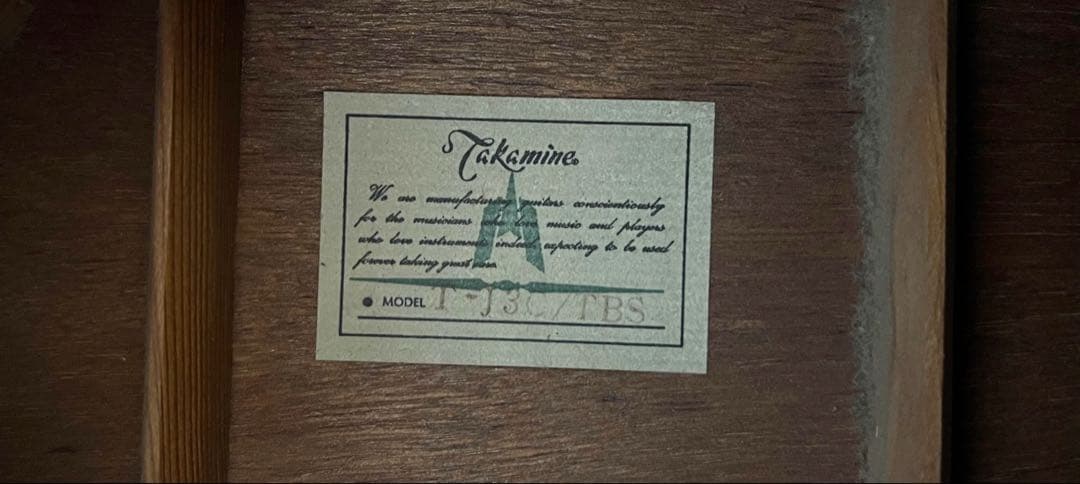 Takamine
We are manufacturing guitars conscientiously
for the musicians who love music and players
who love instruments indeed, expecting to be used
forever taking great care.
● MODEL T-J3C/TBS